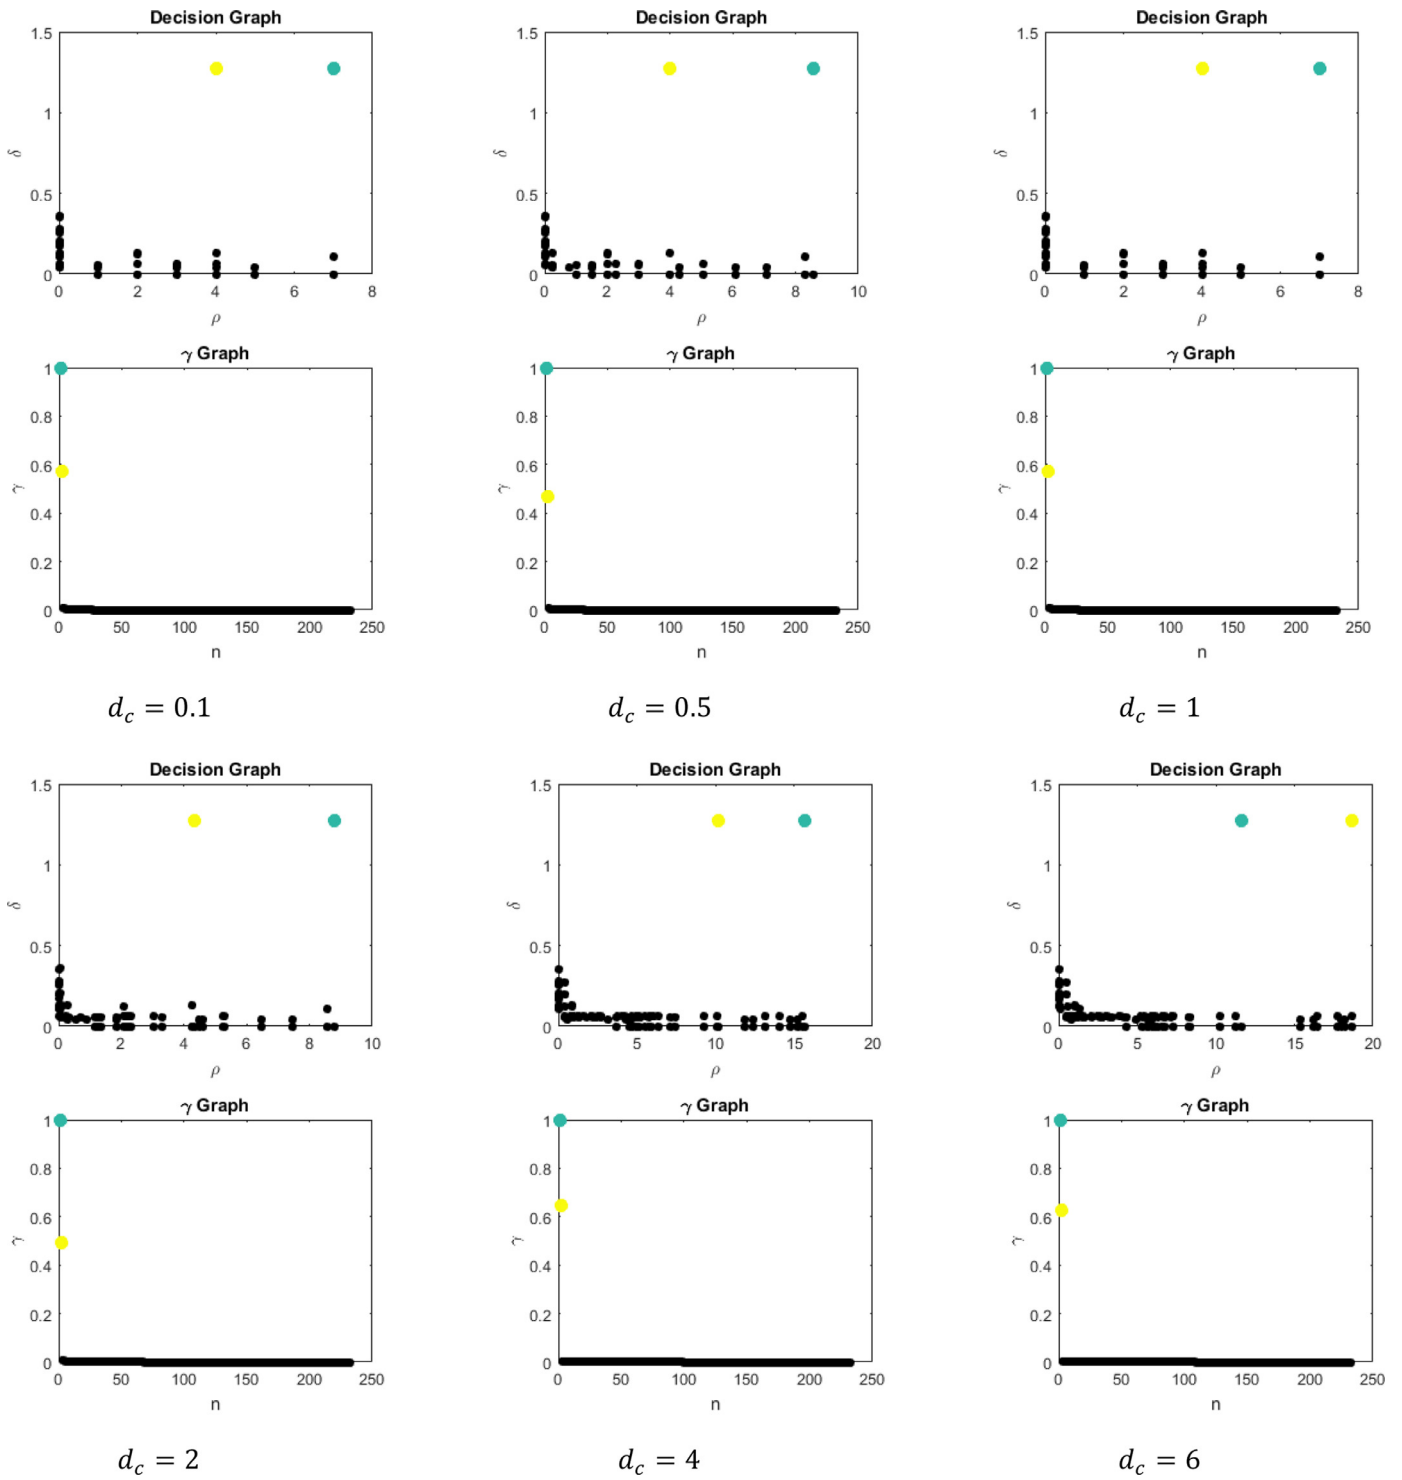 Decision Graph
1.5
1
0.5
0
δ
0 2 4 6 8
ρ
γ Graph
1
0.8
0.6
0.4
0.2
0
γ
0 50 100 150 200 250
n
d_c = 0.1
Decision Graph
1.5
1
0.5
0
δ
0 2 4 6 8 10
ρ
γ Graph
1
0.8
0.6
0.4
0.2
0
γ
0 50 100 150 200 250
n
d_c = 0.5
Decision Graph
1.5
1
0.5
0
δ
0 2 4 6 8
ρ
γ Graph
1
0.8
0.6
0.4
0.2
0
γ
0 50 100 150 200 250
n
d_c = 1
Decision Graph
1.5
1
0.5
0
δ
0 2 4 6 8 10
ρ
γ Graph
1
0.8
0.6
0.4
0.2
0
γ
0 50 100 150 200 250
n
d_c = 2
Decision Graph
1.5
1
0.5
0
δ
0 5 10 15 20
ρ
γ Graph
1
0.8
0.6
0.4
0.2
0
γ
0 50 100 150 200 250
n
d_c = 4
Decision Graph
1.5
1
0.5
0
δ
0 5 10 15 20
ρ
γ Graph
1
0.8
0.6
0.4
0.2
0
γ
0 50 100 150 200 250
n
d_c = 6